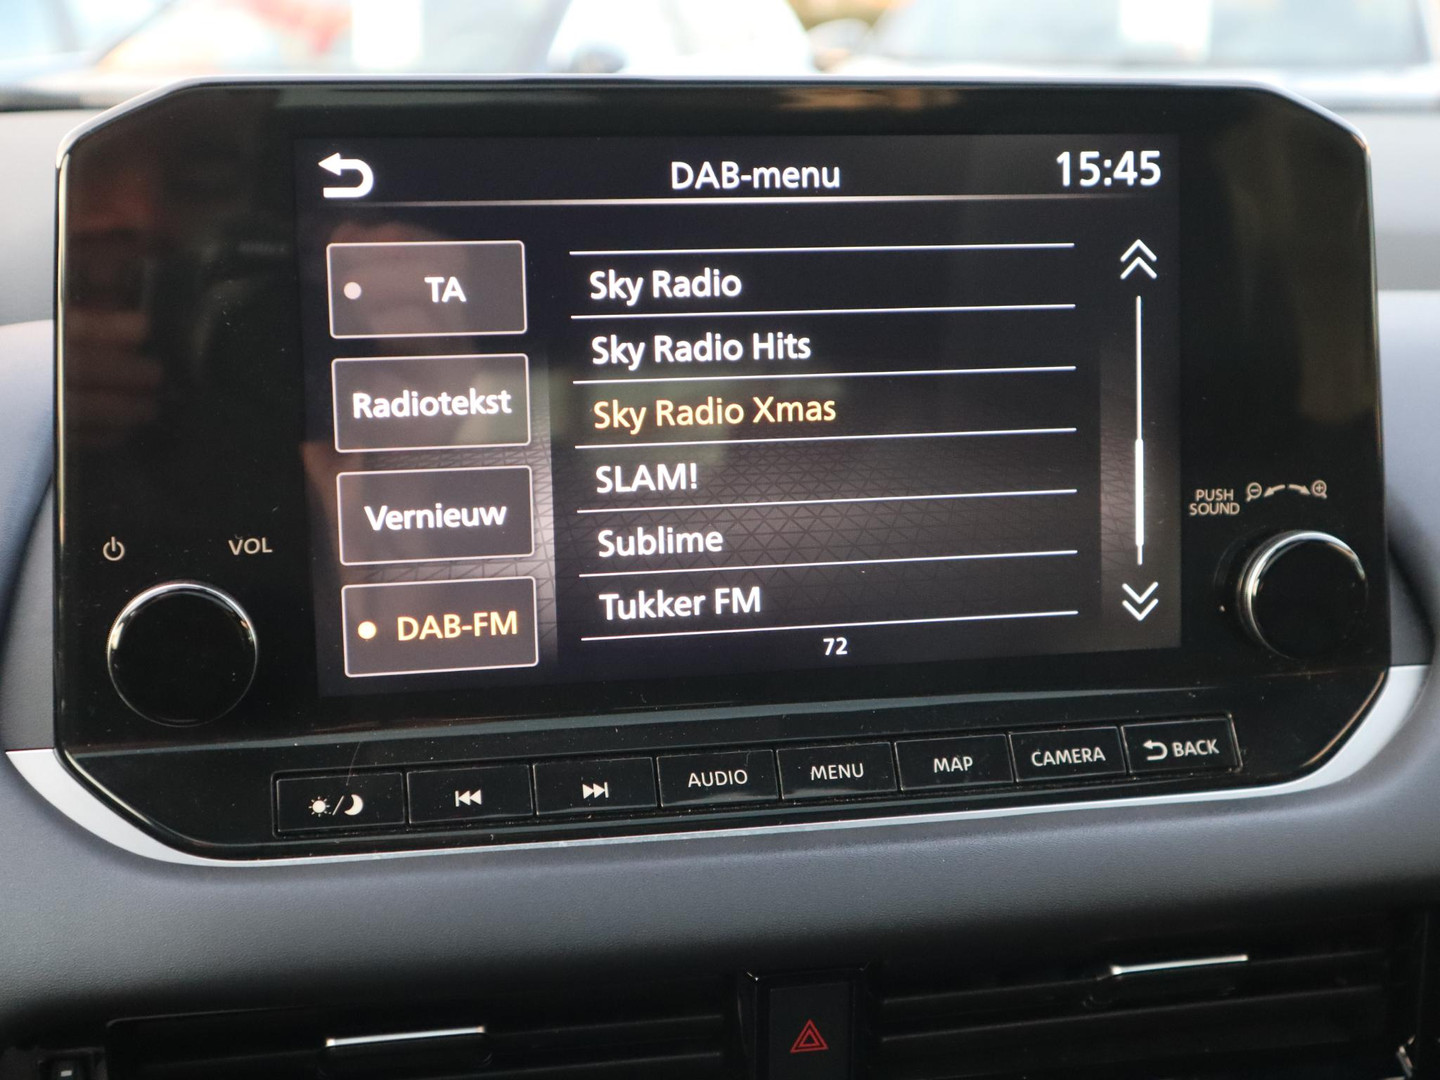 DAB-menu
15:45
TA
Radiotekst
Vernieuw
DAB-FM
Sky Radio
Sky Radio Hits
Sky Radio Xmas
SLAM!
Sublime
Tukker FM
72
VOL
PUSH
SOUND
AUDIO
MENU
MAP
CAMERA
BACK